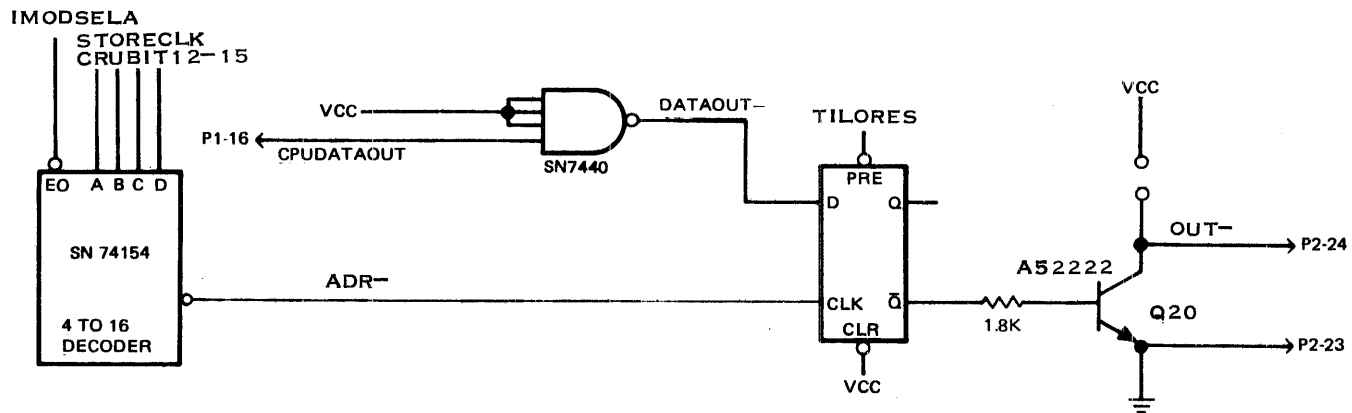 IMODSELA
STORECLK
CRUBIT12-15
VCC
DATAOUT-
P1-16
CPUDATAOUT
SN7440
TILORES
VCC
EO A B C D
PRE
D Q
SN 74154
OUT-
P2-24
A52222
ADR-
CLK Q̅
1.8K
Q20
4 TO 16
DECODER
CLR
P2-23
VCC